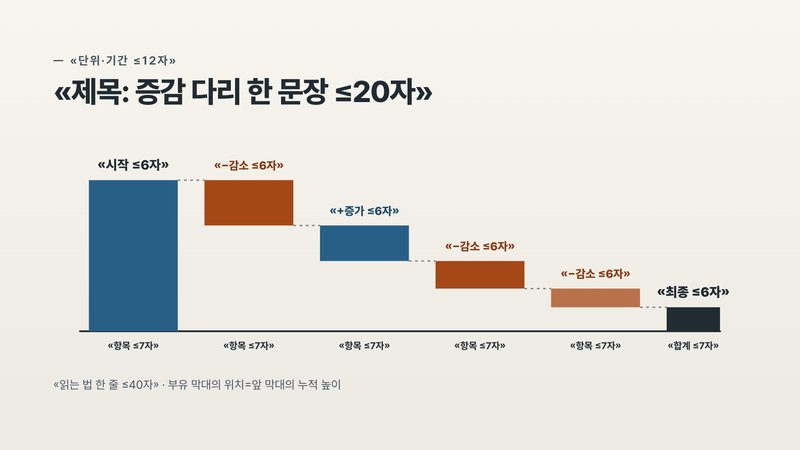 — «단위·기간 ≤12자»
«제목: 증감 다리 한 문장 ≤20자»
«시작 ≤6자»
«−감소 ≤6자»
«+증가 ≤6자»
«−감소 ≤6자»
«−감소 ≤6자»
«최종 ≤6자»
«항목 ≤7자»
«항목 ≤7자»
«항목 ≤7자»
«항목 ≤7자»
«항목 ≤7자»
«합계 ≤7자»
«읽는 법 한 줄 ≤40자» · 부유 막대의 위치=앞 막대의 누적 높이